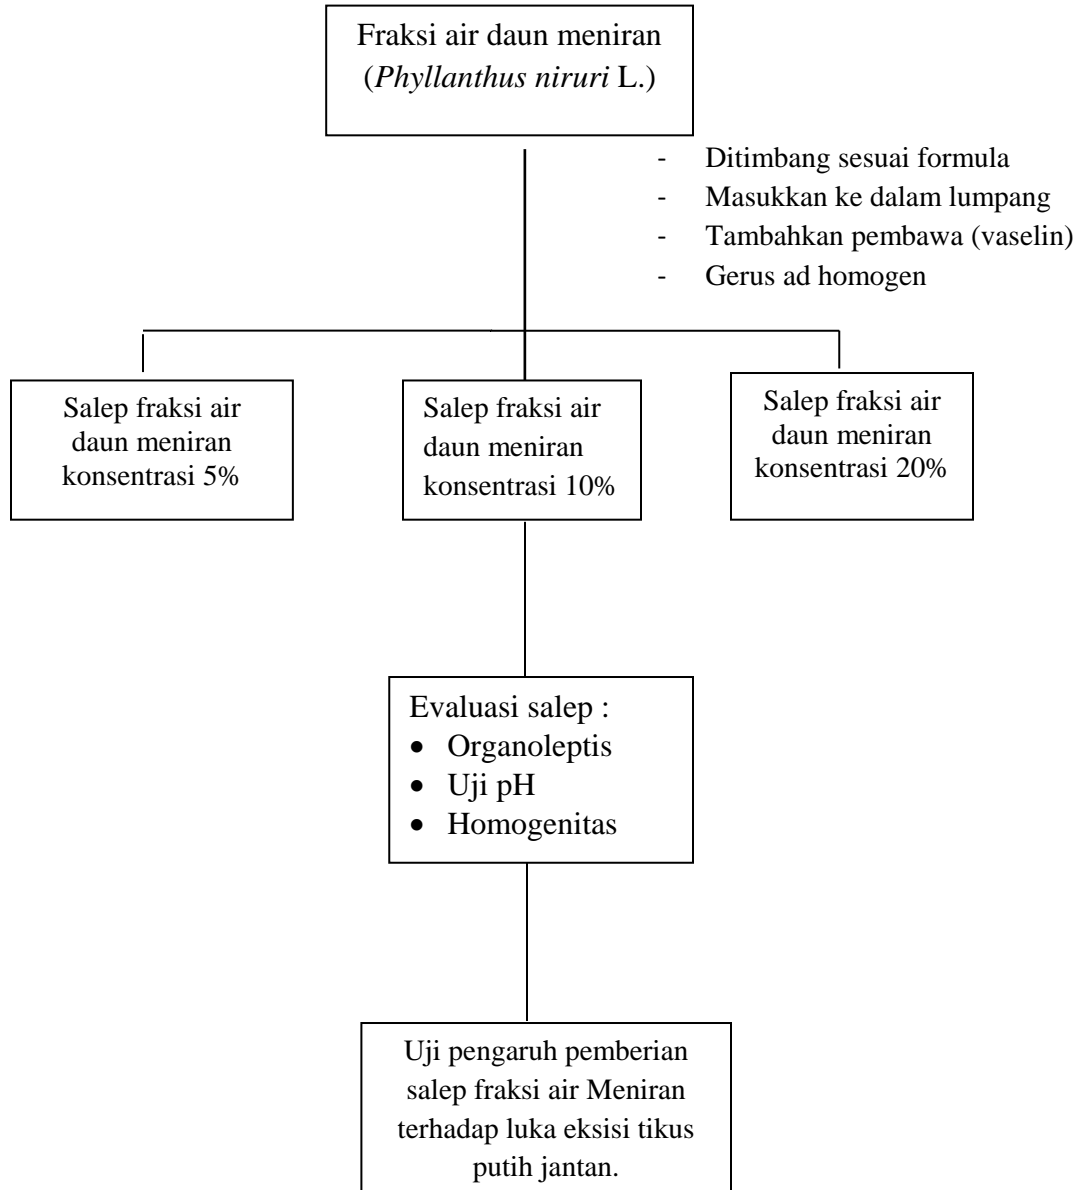 Fraksi air daun meniran
(Phyllanthus niruri L.)
- Ditimbang sesuai formula
- Masukkan ke dalam lumpang
- Tambahkan pembawa (vaselin)
- Gerus ad homogen
Salep fraksi air
daun meniran
konsentrasi 5%
Salep fraksi air
daun meniran
konsentrasi 10%
Salep fraksi air
daun meniran
konsentrasi 20%
Evaluasi salep :
• Organoleptis
• Uji pH
• Homogenitas
Uji pengaruh pemberian
salep fraksi air Meniran
terhadap luka eksisi tikus
putih jantan.